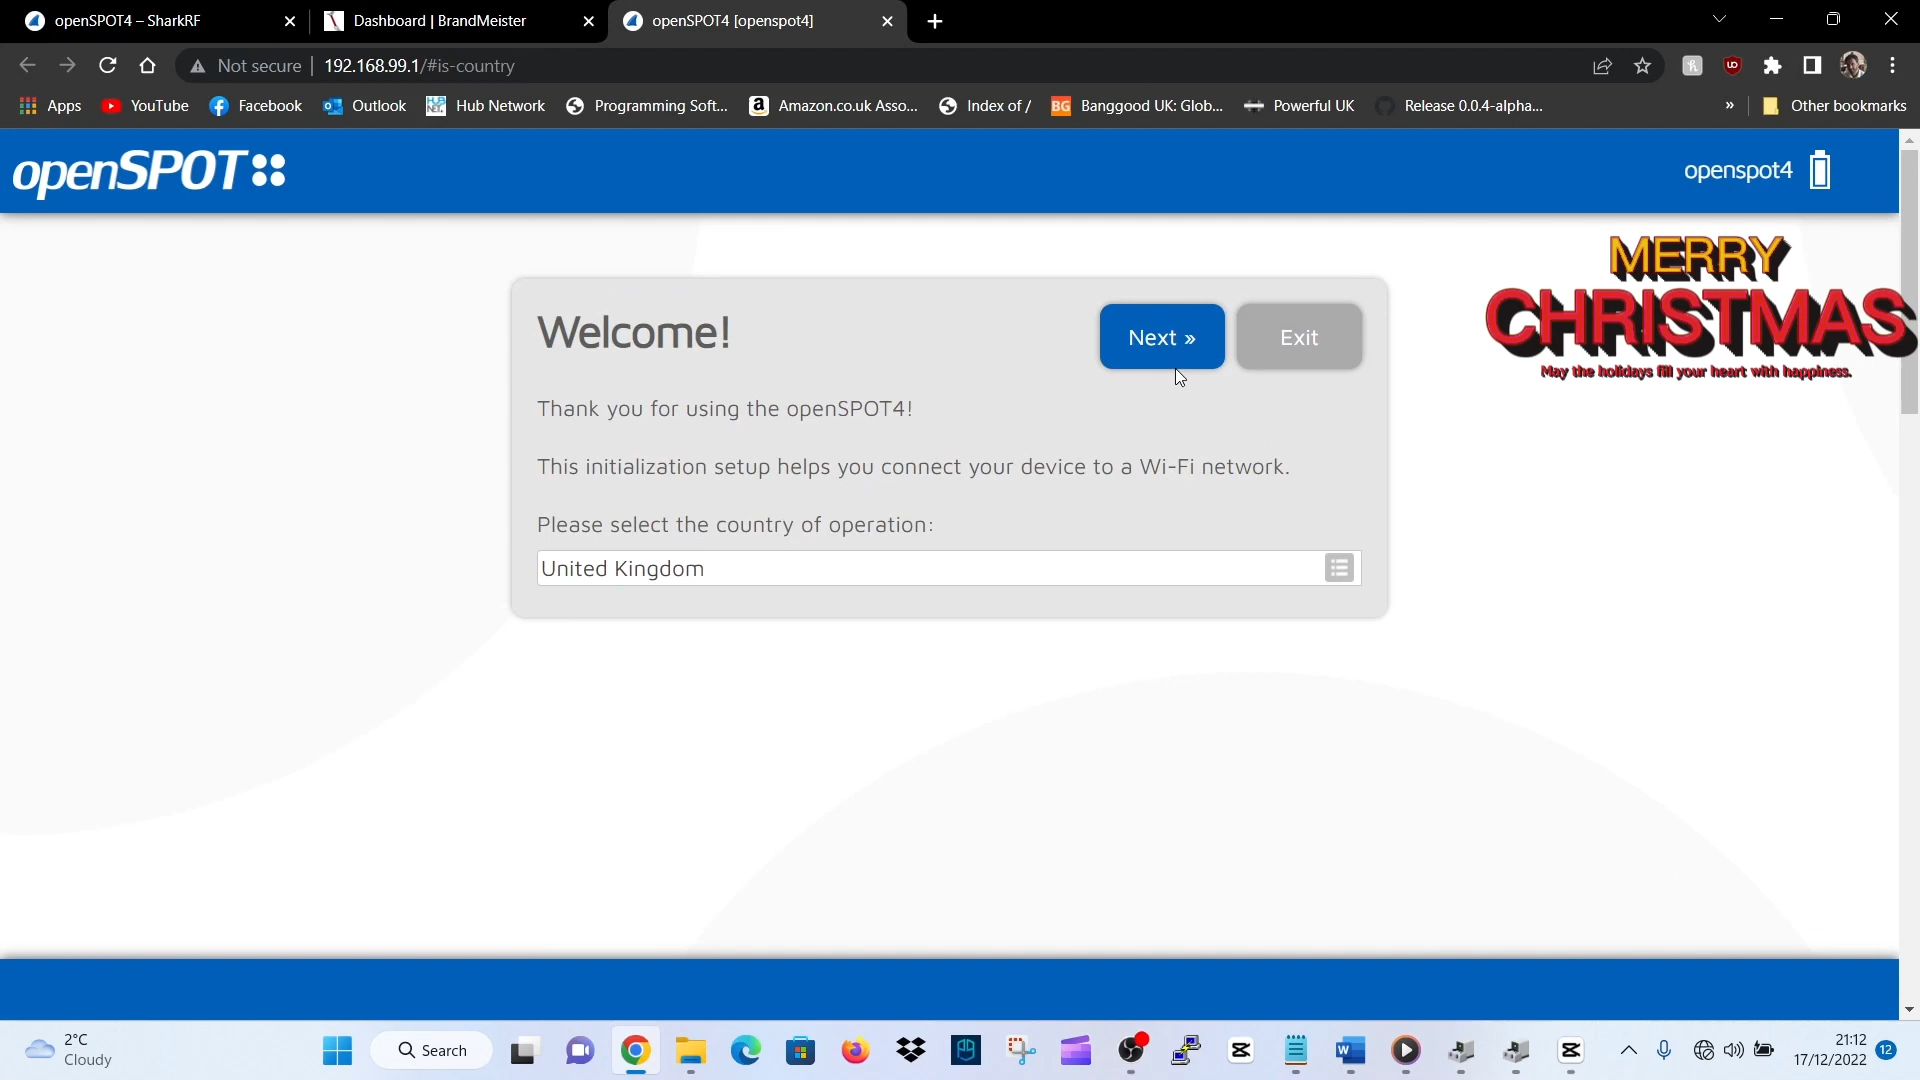 openSPOT4 – SharkRF
Dashboard | BrandMeister
openSPOT4 [openspot4]
Not secure
192.168.99.1/#is-country
Apps
YouTube
Facebook
Outlook
Hub Network
Programming Soft...
Amazon.co.uk Asso...
Index of /
BG
Banggood UK: Glob...
Powerful UK
Release 0.0.4-alpha...
»
Other bookmarks
openSPOT
openspot4
MERRY
CHRISTMAS
May the holidays fill your heart with happiness.
Welcome!
Next »
Exit
Thank you for using the openSPOT4!
This initialization setup helps you connect your device to a Wi-Fi network.
Please select the country of operation:
United Kingdom
2°C
Cloudy
Search
21:12
17/12/2022
12